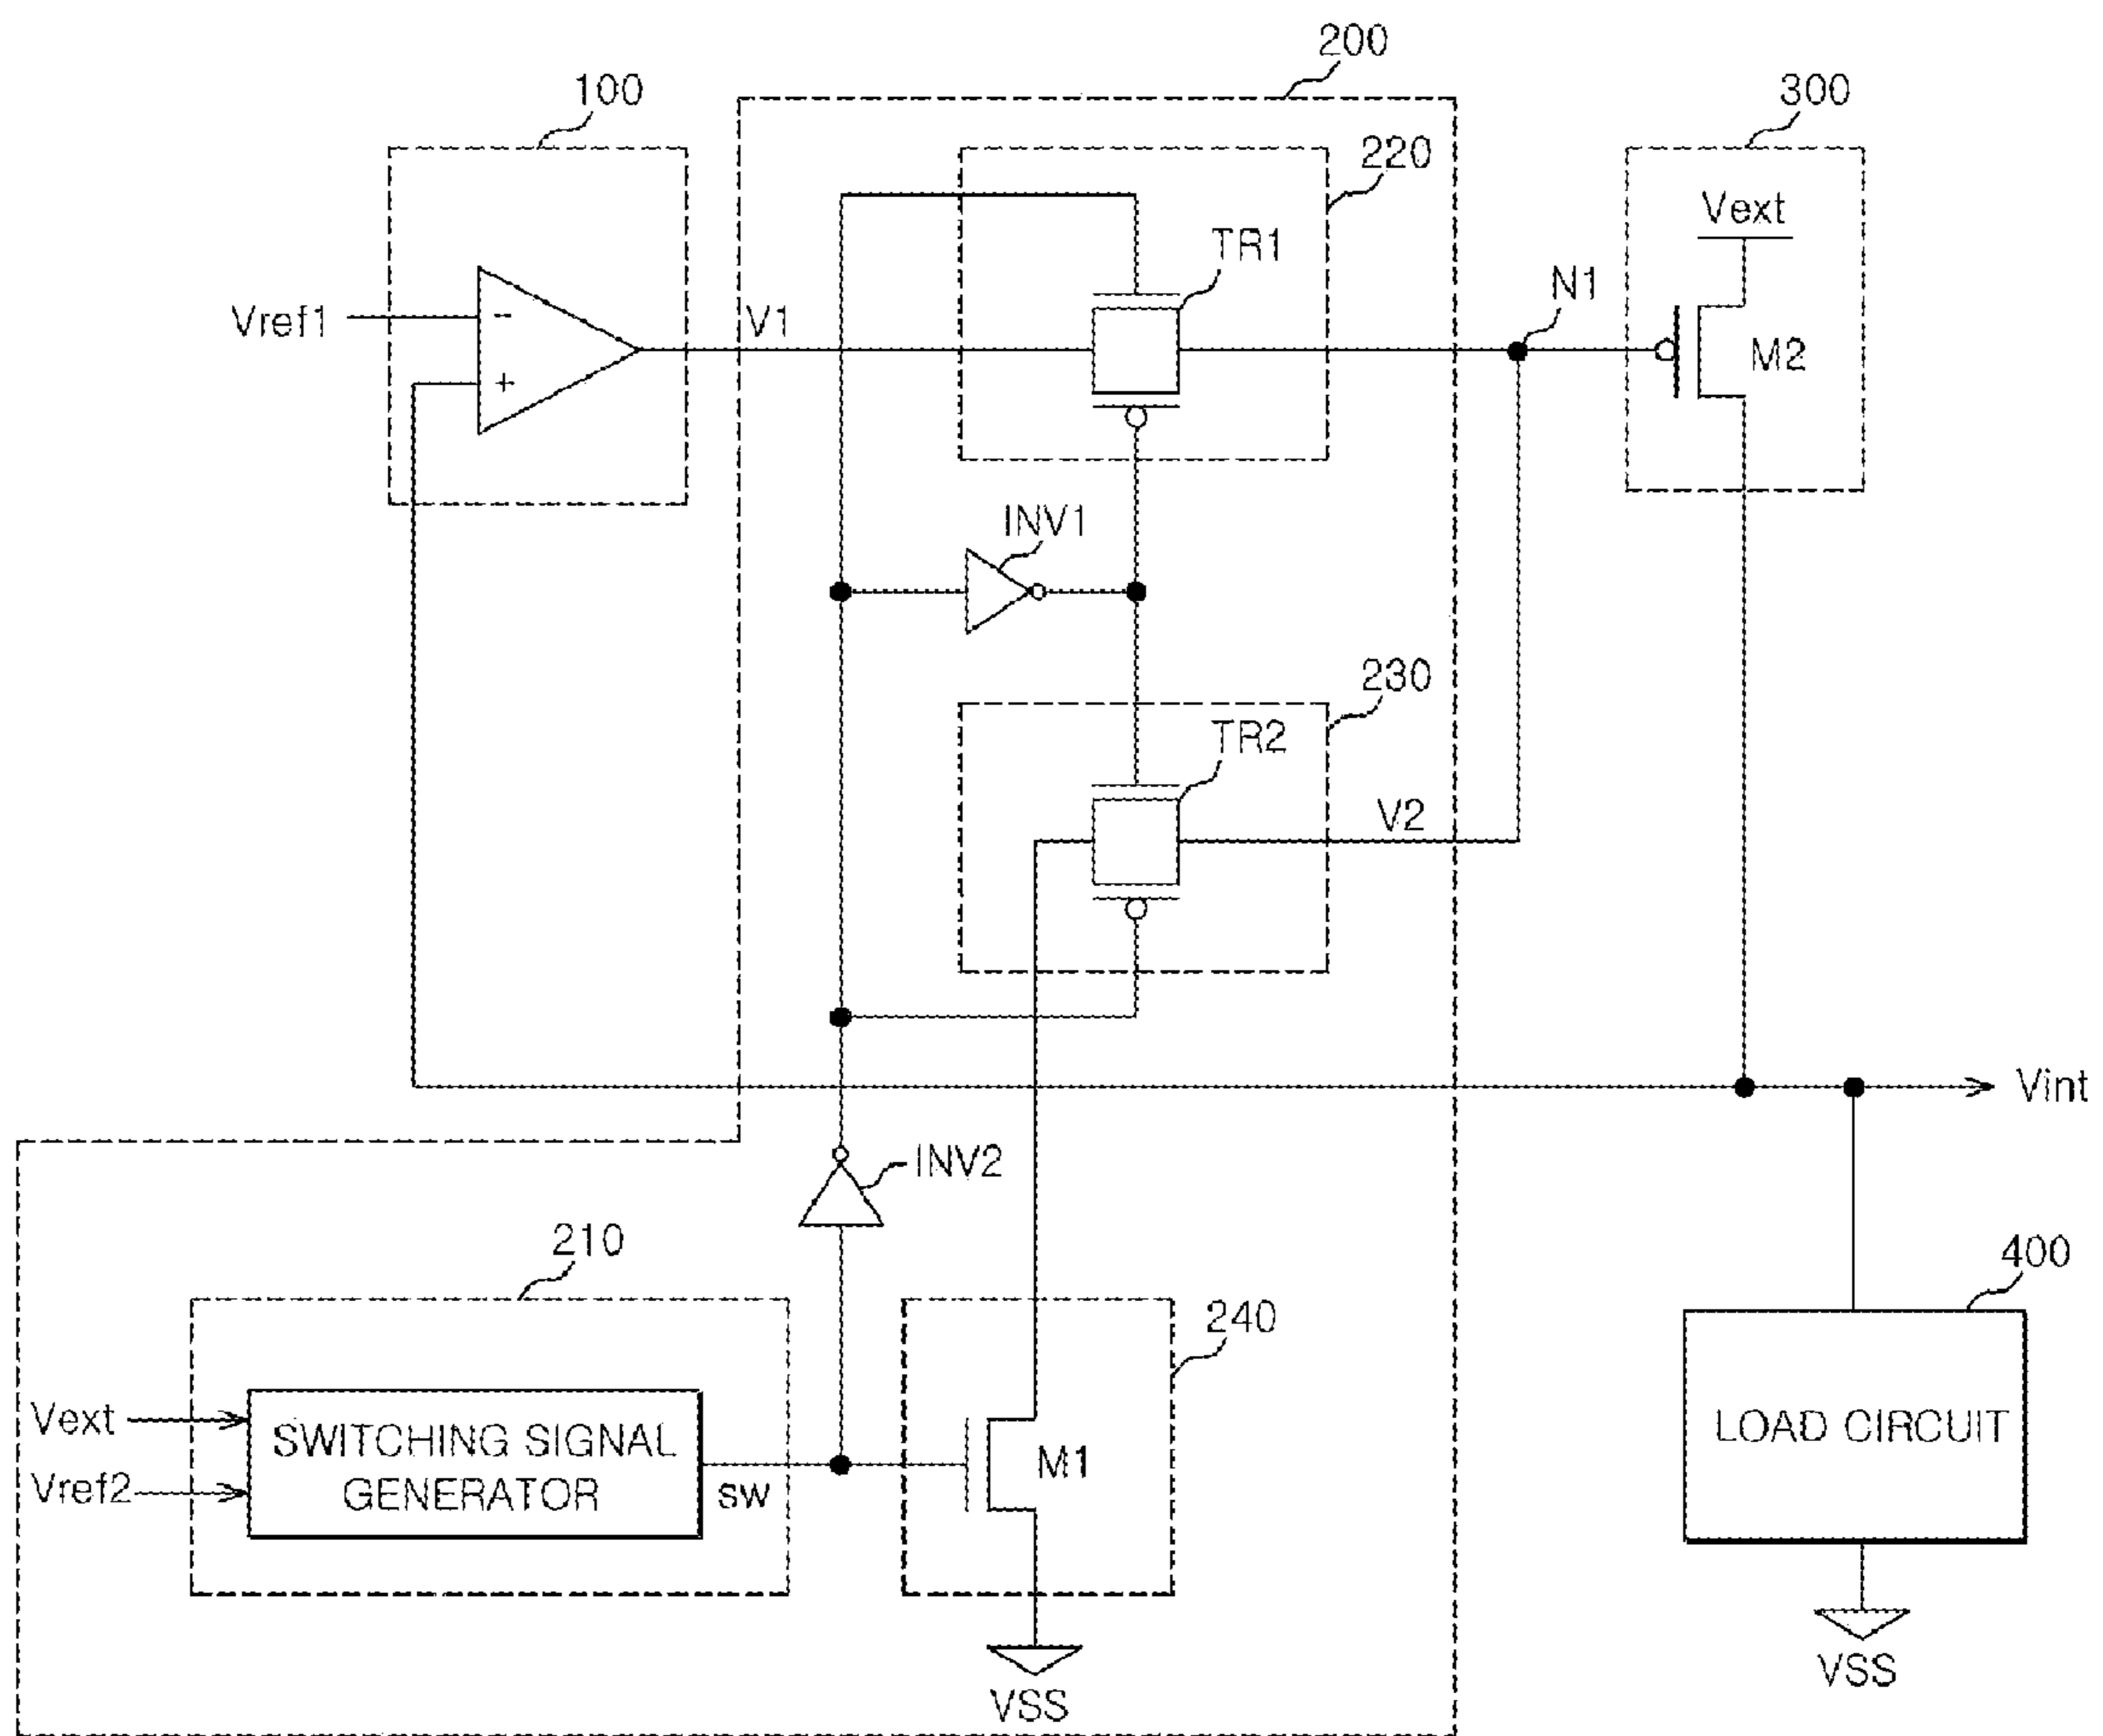 200
100
300
220
Vext
TR1
N1
Vref1
-
V1
M2
+
INV1
230
TR2
V2
Vint
INV2
210
400
240
Vext
SWITCHING SIGNAL
GENERATOR
Vref2
sw
M1
LOAD CIRCUIT
VSS
VSS